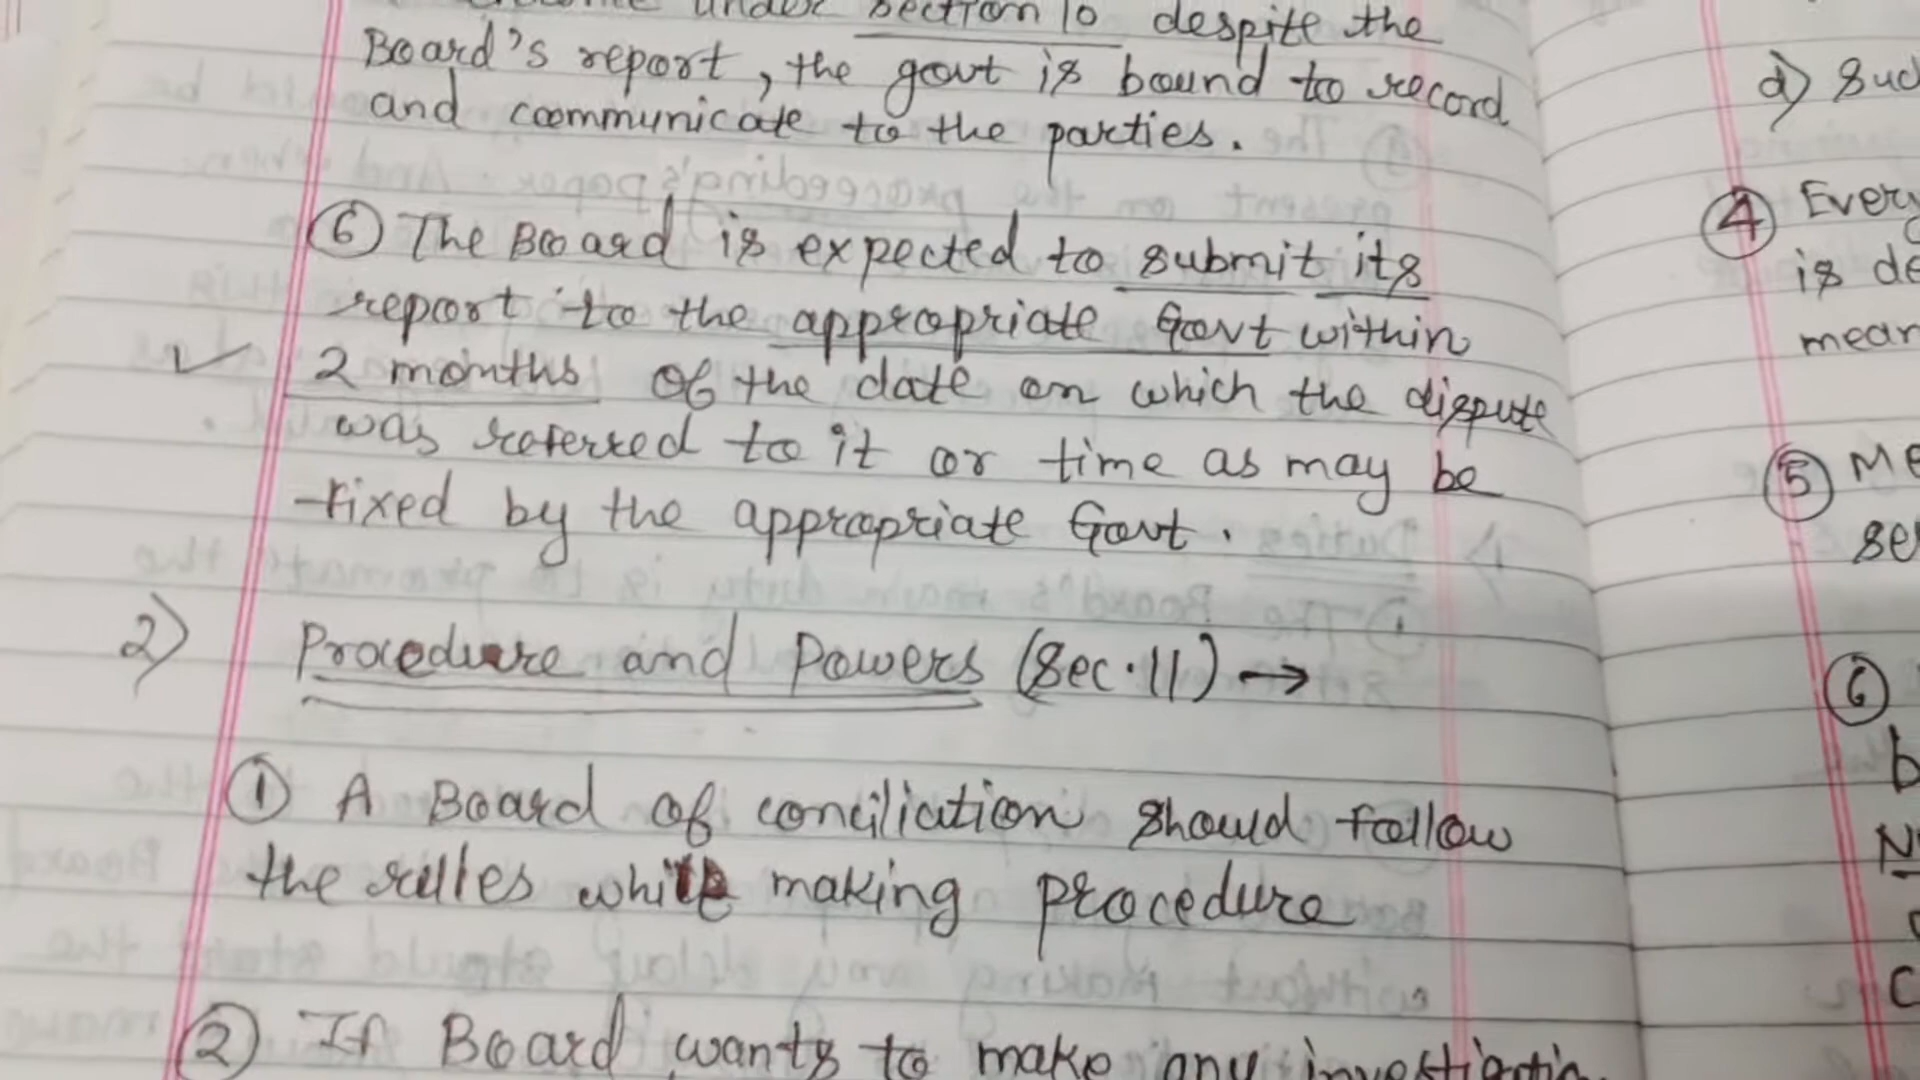 under Section 10 despite the
Board's report, the govt is bound to record
and communicate to the parties.
⑥ The Board is expected to submit its
report to the appropriate Govt within
2 months of the date on which the dispute
was referred to it or time as may be
fixed by the appropriate Govt.
2) Procedure and Powers (Sec.11) →
① A Board of conciliation should follow
the rules while making procedure
② If Board wants to make any
d) Suc
④ Every
is de
mean
⑤ Me
se
⑥
b
N
C